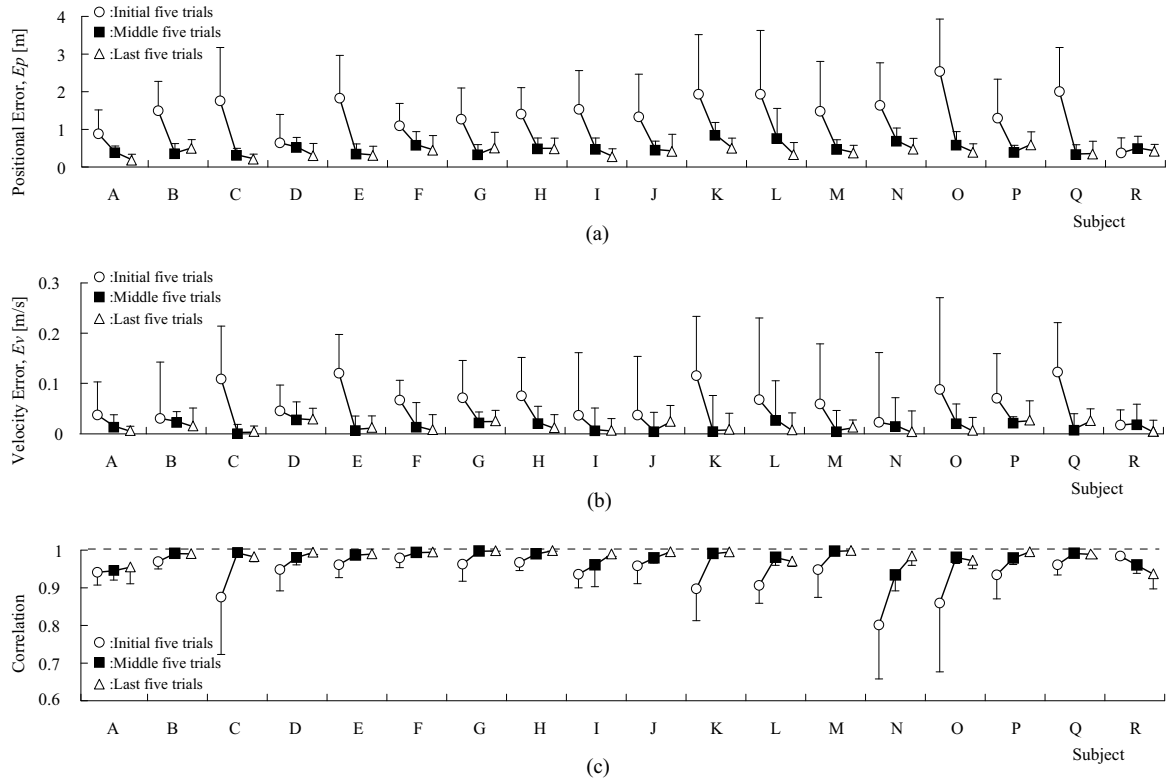 Positional Error, Ep [m]
4
3
2
1
0
:Initial five trials
:Middle five trials
:Last five trials
A B C D E F G H I J K L M N O P Q R
Subject
(a)
Velocity Error, Ev [m/s]
0.3
0.2
0.1
0
:Initial five trials
:Middle five trials
:Last five trials
A B C D E F G H I J K L M N O P Q R
Subject
(b)
Correlation
1
0.9
0.8
0.7
0.6
:Initial five trials
:Middle five trials
:Last five trials
A B C D E F G H I J K L M N O P Q R
Subject
(c)